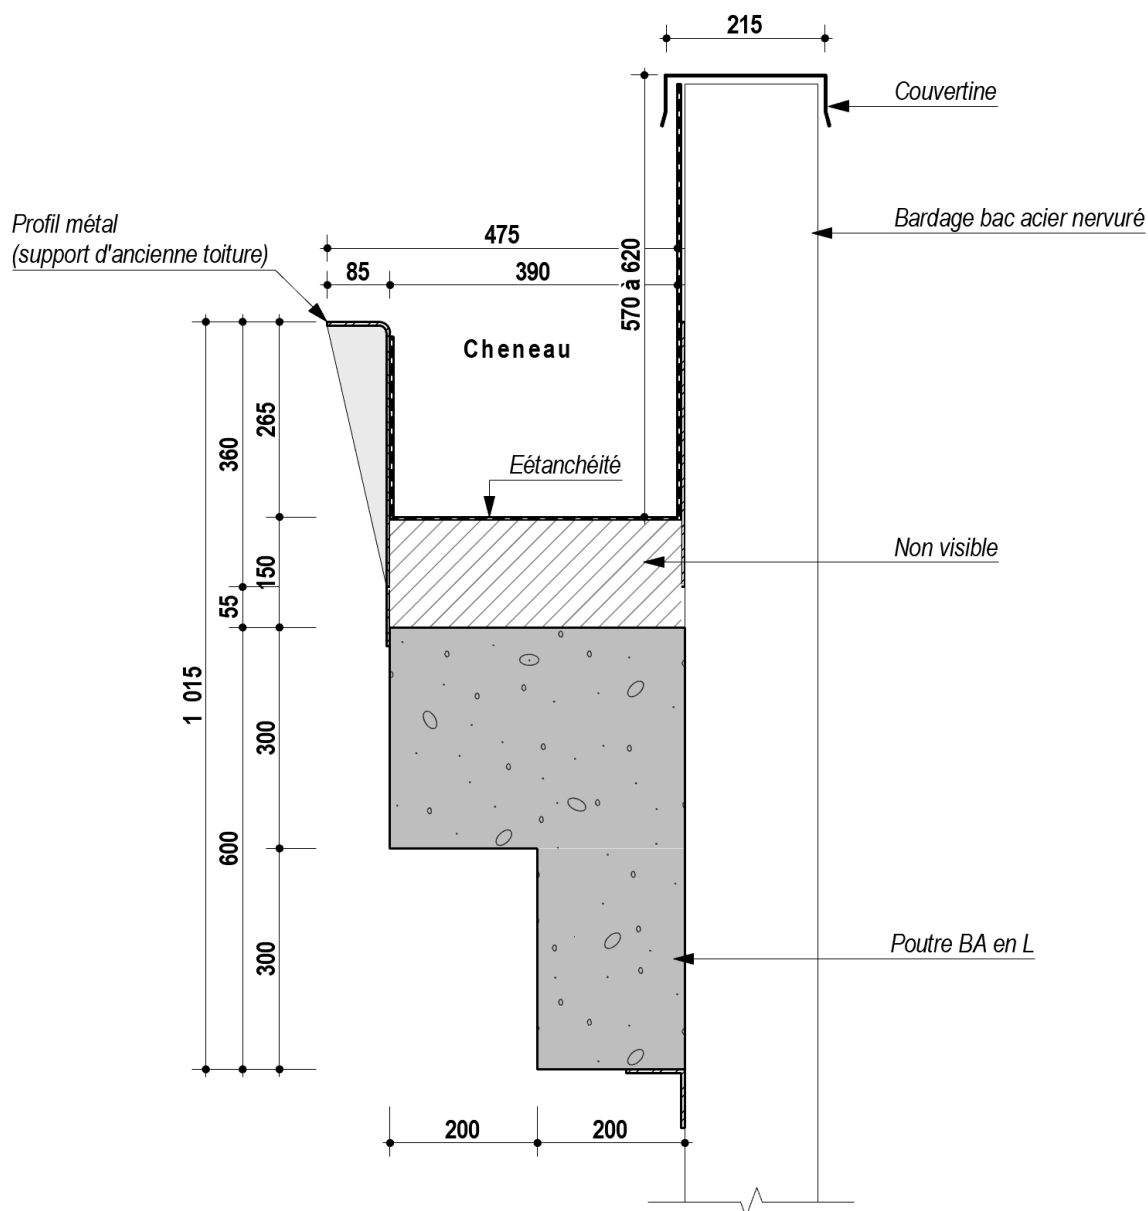 215
Couvertine
Profil métal
(support d'ancienne toiture)
475
Bardage bac acier nervuré
85
390
570 à 620
Cheneau
265
360
Eétanchéité
Non visible
150
55
1 015
300
600
300
Poutre BA en L
200
200